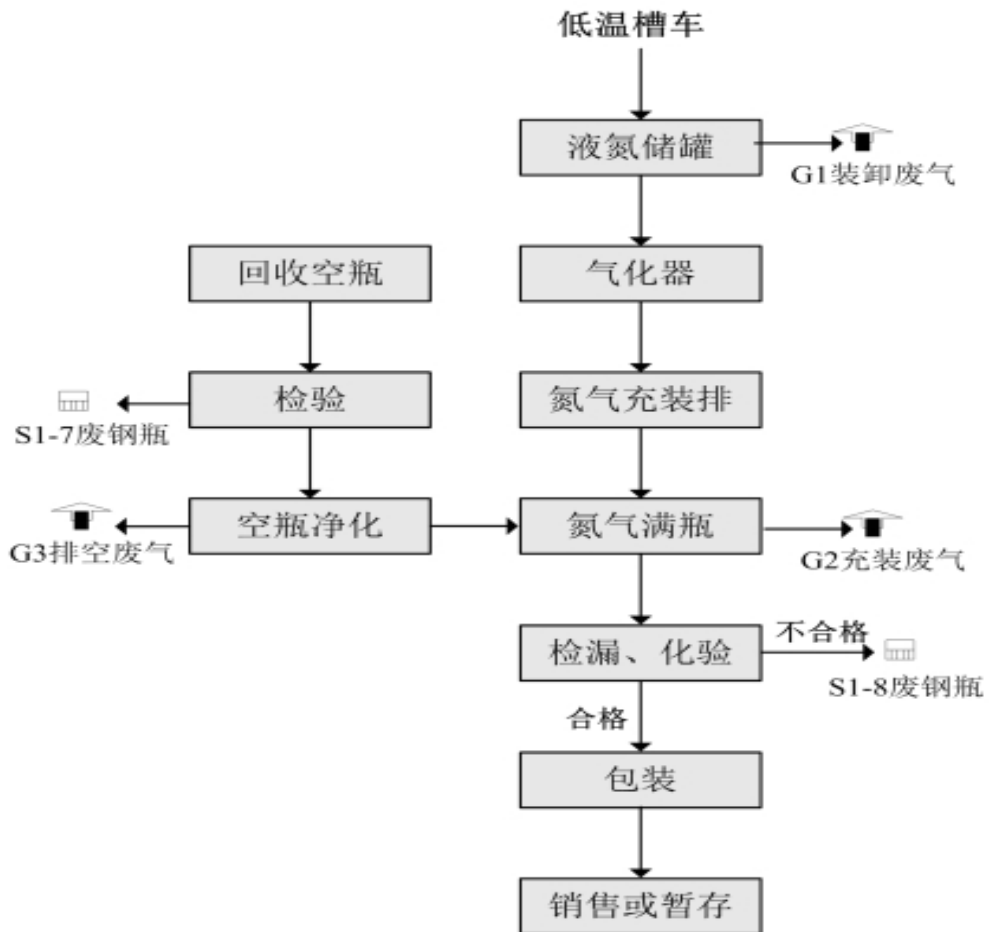 低温槽车
液氮储罐
G1装卸废气
回收空瓶
气化器
检验
氮气充装排
S1-7废钢瓶
空瓶净化
氮气满瓶
G3排空废气
G2充装废气
检漏、化验
不合格
S1-8废钢瓶
合格
包装
销售或暂存